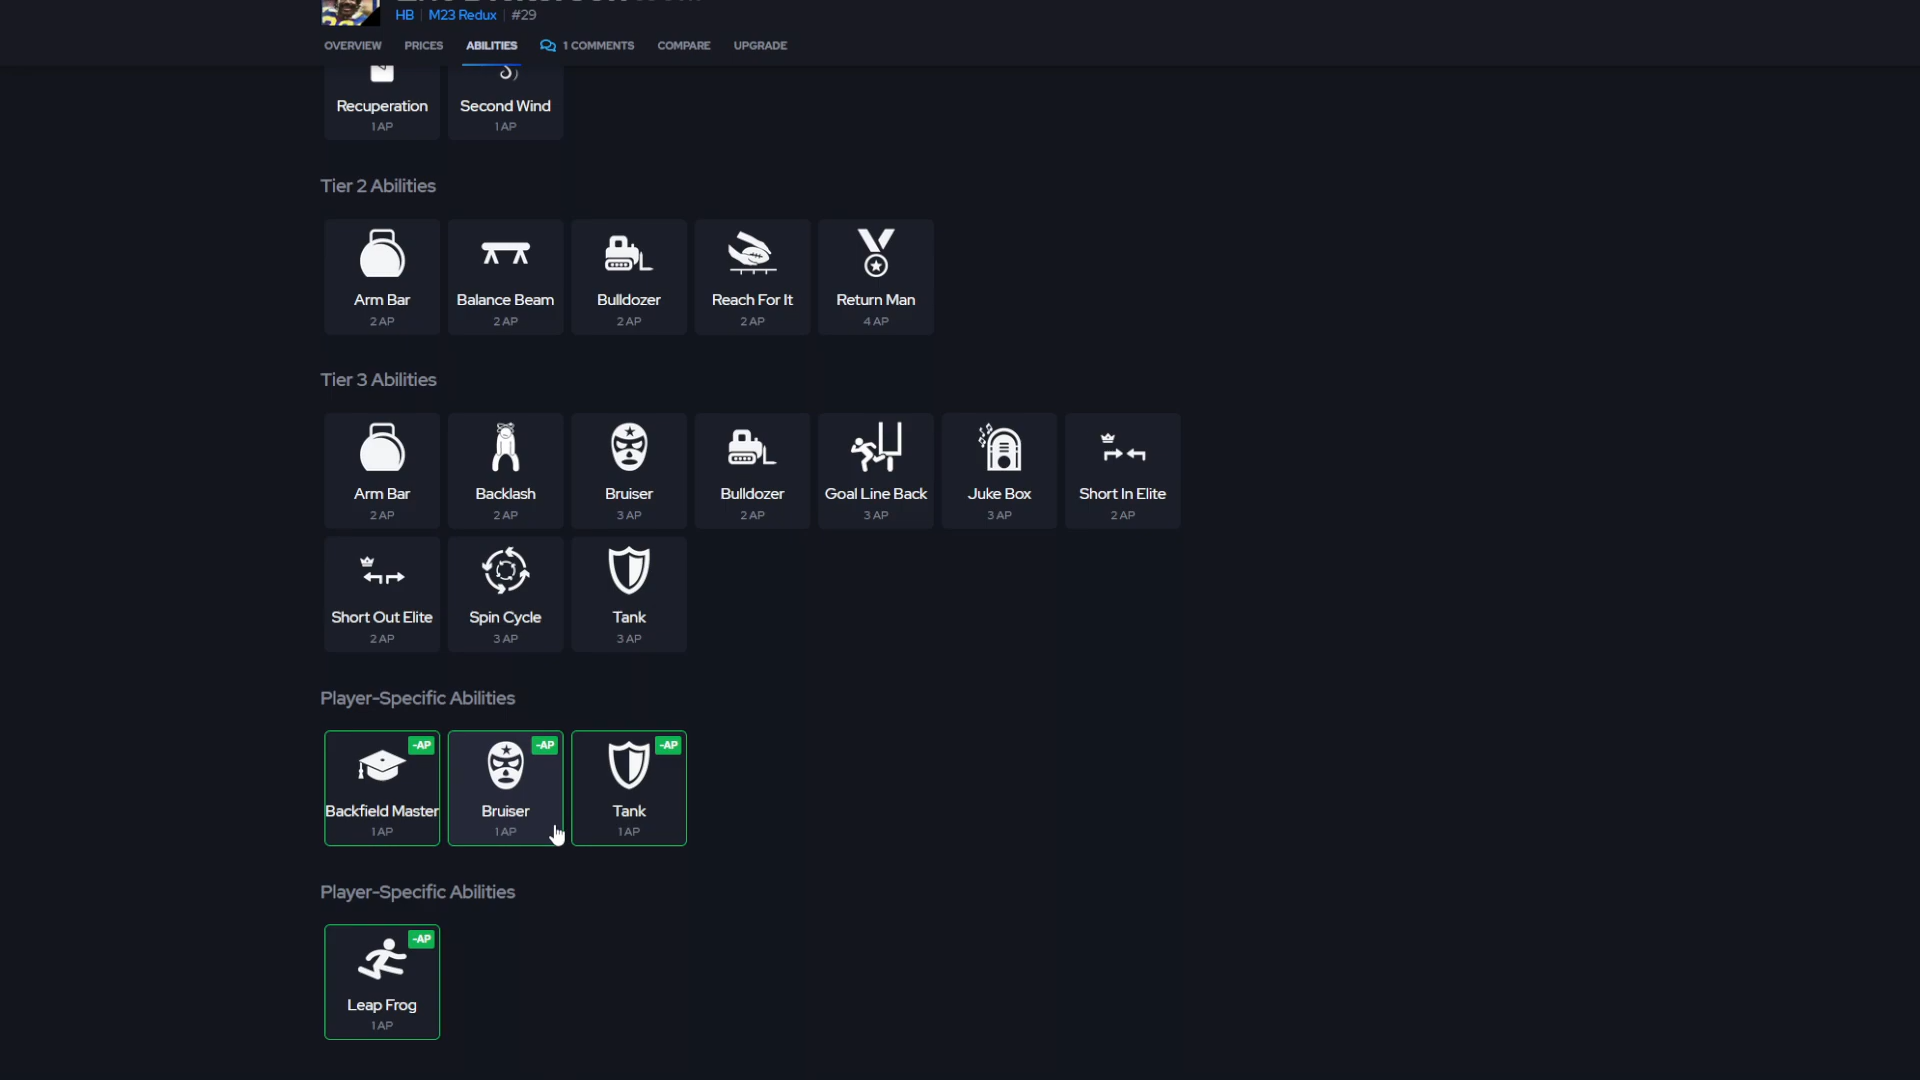 HB M23 Redux #29
OVERVIEW PRICES ABILITIES 1 COMMENTS COMPARE UPGRADE
Recuperation Second Wind
1 AP 1 AP
Tier 2 Abilities
Arm Bar Balance Beam Bulldozer Reach For It Return Man
2 AP 2 AP 2 AP 2 AP 4 AP
Tier 3 Abilities
Arm Bar Backlash Bruiser Bulldozer Goal Line Back Juke Box Short In Elite
2 AP 2 AP 3 AP 2 AP 3 AP 3 AP 2 AP
Short Out Elite Spin Cycle Tank
2 AP 3 AP 3 AP
Player-Specific Abilities
-AP -AP -AP
Backfield Master Bruiser Tank
1 AP 1 AP 1 AP
Player-Specific Abilities
-AP
Leap Frog
1 AP